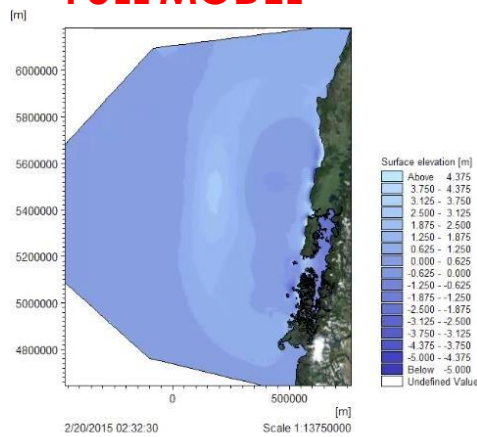 FULL MODEL
[m]
6000000
5800000
5600000
5400000
5200000
5000000
4800000
0
500000
[m]
2/20/2015 02:32:30
Scale 1:13750000
Surface elevation [m]
Above 4.375
3.750 - 4.375
3.125 - 3.750
2.500 - 3.125
1.875 - 2.500
1.250 - 1.875
0.625 - 1.250
0.000 - 0.625
-0.625 - 0.000
-1.250 - -0.625
-1.875 - -1.250
-2.500 - -1.875
-3.125 - -2.500
-3.750 - -3.125
-4.375 - -3.750
-5.000 - -4.375
Below -5.000
Undefined Value